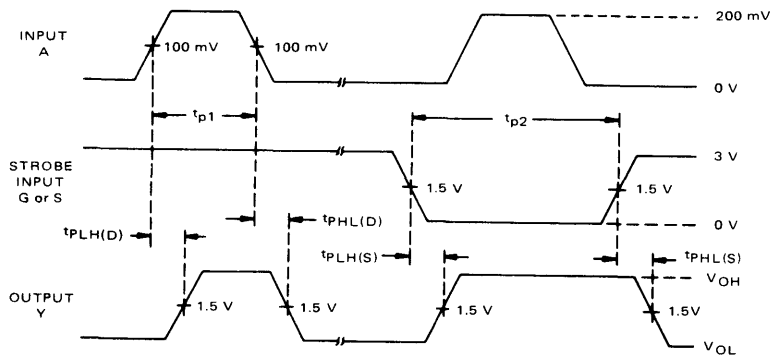 INPUT
A
100 mV
100 mV
200 mV
0 V
tp1
tp2
STROBE
INPUT
G or S
1.5 V
1.5 V
3 V
0 V
tPLH(D)
tPHL(D)
tPLH(S)
tPHL(S)
OUTPUT
Y
1.5 V
1.5 V
1.5 V
1.5V
VOH
VOL